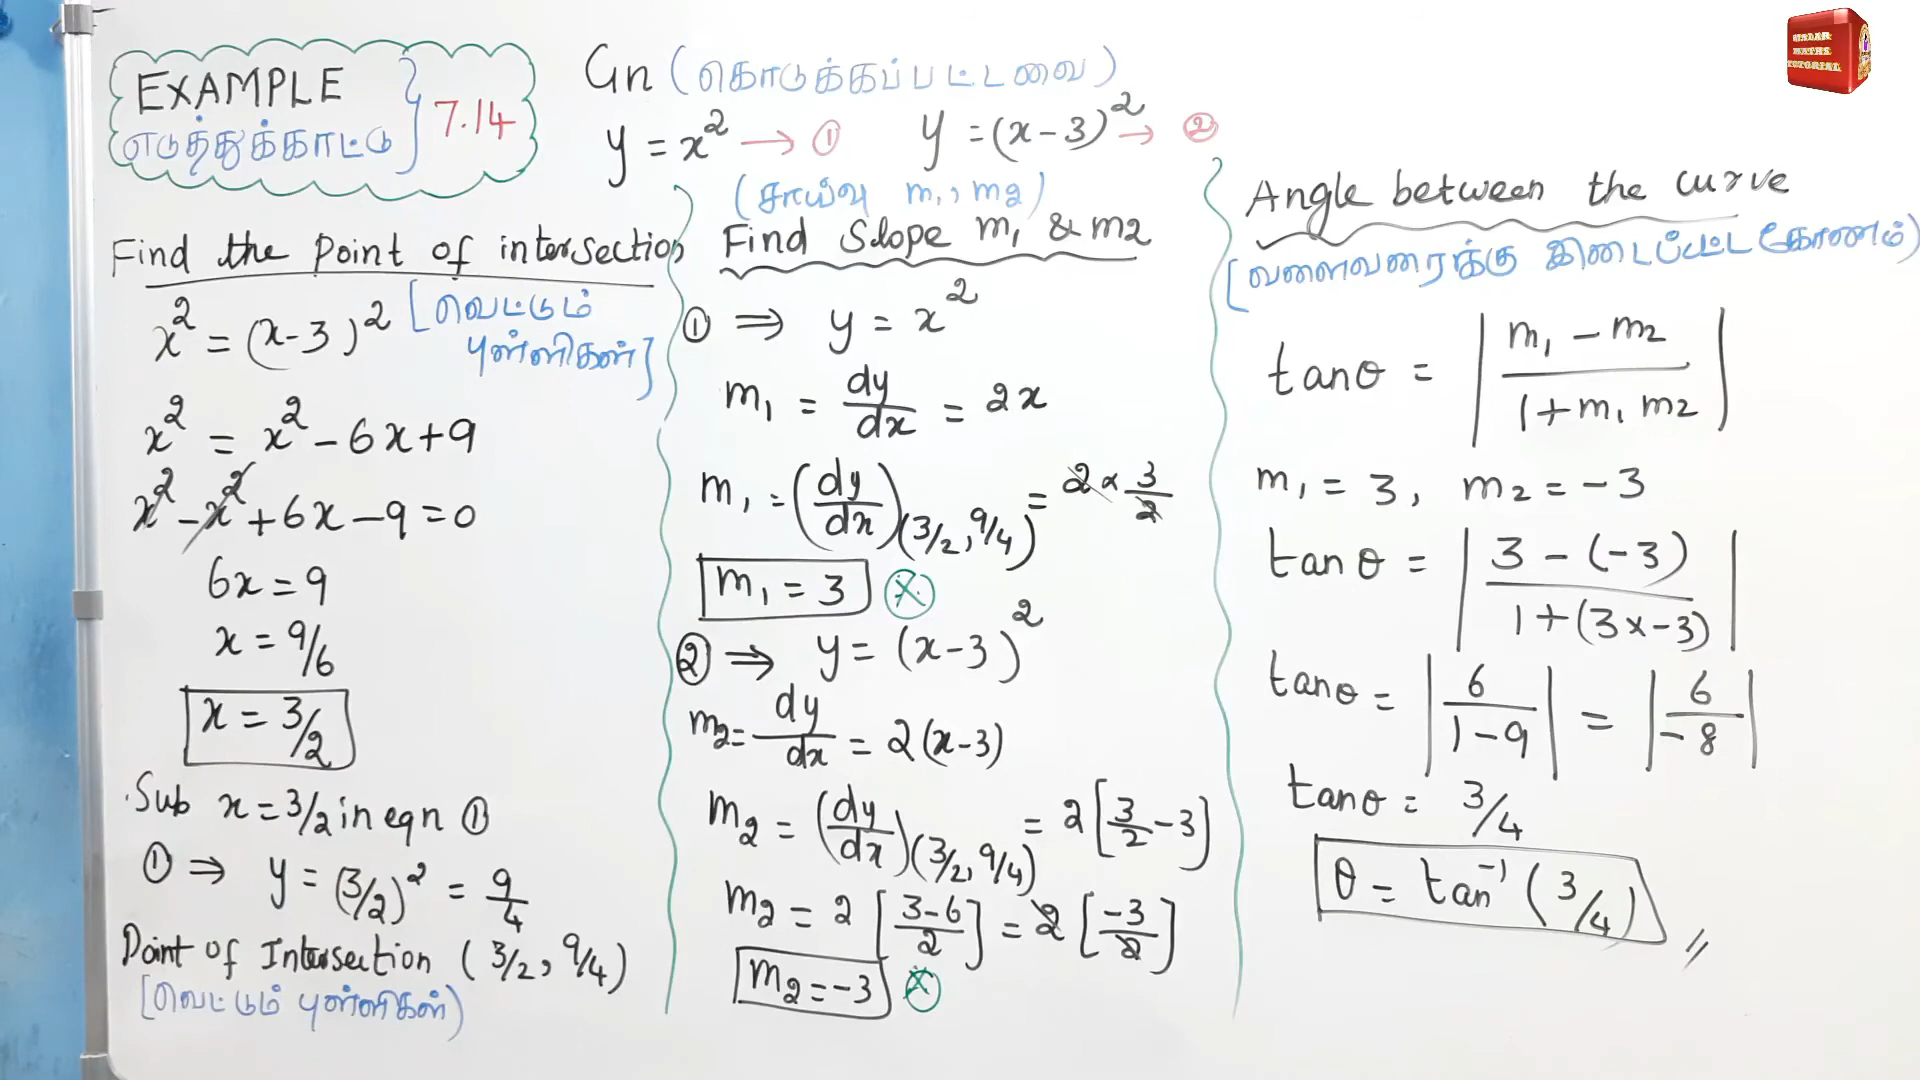 EXAMPLE
எடுத்துக்காட்டு
7.14
Gn (கொடுக்கப்பட்டவை)
y = x² → ① y = (x-3)² → ②
Find the Point of intersection
[வெட்டும்
புள்ளிகள்]
x² = (x-3)²
x² = x² - 6x + 9
x² - x² + 6x - 9 = 0
6x = 9
x = 9/6
x = 3/2
Sub x = 3/2 in eqn ①
① ⇒ y = (3/2)² = 9/4
Point of Intersection (3/2, 9/4)
[வெட்டும் புள்ளிகள்)
(சாய்வு m₁, m2)
Find Slope m₁ & m2
① ⇒ y = x²
m₁ = dy/dx = 2x
m₁ = (dy/dx)(3/2, 9/4) = 2 × 3/2
m₁ = 3
② ⇒ y = (x-3)²
m2 = dy/dx = 2(x-3)
m2 = (dy/dx)(3/2, 9/4) = 2[3/2 - 3]
m2 = 2[3-6/2] = 2[-3/2]
m2 = -3
Angle between the curve
[வளைவரைக்கு இடைப்பட்ட கோணம்)
tanθ = |m₁ - m2/1 + m₁ m2|
m₁ = 3, m2 = -3
tanθ = |3 - (-3)/1 + (3×-3)|
tanθ = |6/1-9| = |6/-8|
tanθ = 3/4
θ = tan⁻¹(3/4) //
MATHS
TUTORIAL